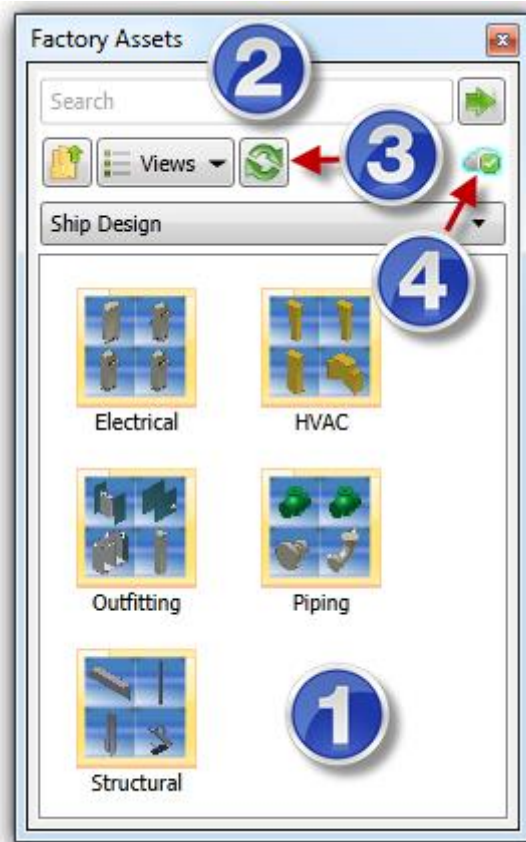 Factory Assets
2
Search
Views
3
Ship Design
4
Electrical
HVAC
Outfitting
Piping
1
Structural